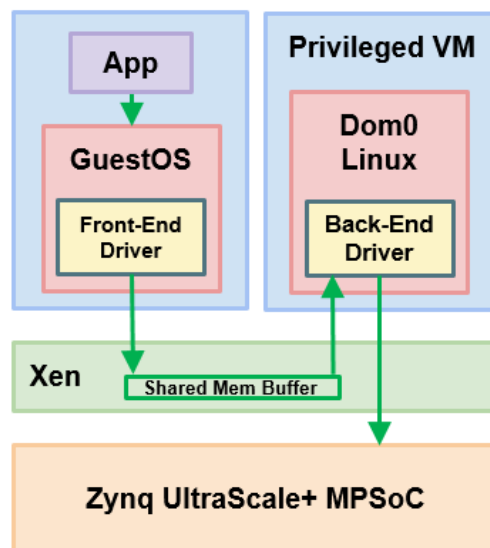 App
GuestOS
Front-End
Driver
Privileged VM
Dom0
Linux
Back-End
Driver
Xen
Shared Mem Buffer
Zynq UltraScale+ MPSoC